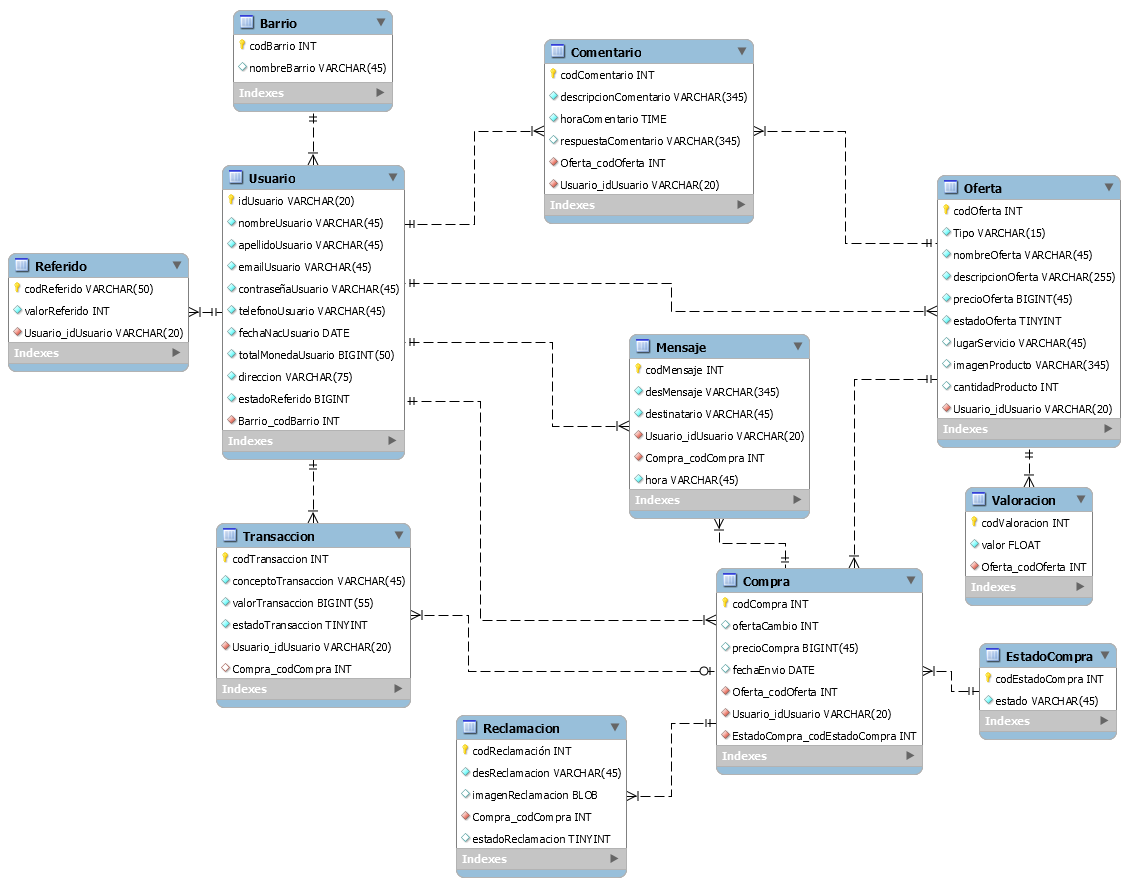 Barrio
codBarrio INT
nombreBarrio VARCHAR(45)
Indexes
Comentario
codComentario INT
descripcionComentario VARCHAR(345)
horaComentario TIME
respuestaComentario VARCHAR(345)
Oferta_codOferta INT
Usuario_idUsuario VARCHAR(20)
Indexes
Usuario
idUsuario VARCHAR(20)
nombreUsuario VARCHAR(45)
apellidoUsuario VARCHAR(45)
emailUsuario VARCHAR(45)
contraseñaUsuario VARCHAR(45)
telefonoUsuario VARCHAR(45)
fechaNacUsuario DATE
totalMonedaUsuario BIGINT(50)
direccion VARCHAR(75)
estadoReferido BIGINT
Barrio_codBarrio INT
Indexes
Oferta
codOferta INT
Tipo VARCHAR(15)
nombreOferta VARCHAR(45)
descripcionOferta VARCHAR(255)
precioOferta BIGINT(45)
estadoOferta TINYINT
lugarServicio VARCHAR(45)
imagenProducto VARCHAR(345)
cantidadProducto INT
Usuario_idUsuario VARCHAR(20)
Indexes
Referido
codReferido VARCHAR(50)
valorReferido INT
Usuario_idUsuario VARCHAR(20)
Indexes
Mensaje
codMensaje INT
desMensaje VARCHAR(345)
destinatario VARCHAR(45)
Usuario_idUsuario VARCHAR(20)
Compra_codCompra INT
hora VARCHAR(45)
Indexes
Valoracion
codValoracion INT
valor FLOAT
Oferta_codOferta INT
Indexes
Transaccion
codTransaccion INT
conceptoTransaccion VARCHAR(45)
valorTransaccion BIGINT(55)
estadoTransaccion TINYINT
Usuario_idUsuario VARCHAR(20)
Compra_codCompra INT
Indexes
Compra
codCompra INT
ofertaCambio INT
precioCompra BIGINT(45)
fechaEnvio DATE
Oferta_codOferta INT
Usuario_idUsuario VARCHAR(20)
EstadoCompra_codEstadoCompra INT
Indexes
EstadoCompra
codEstadoCompra INT
estado VARCHAR(45)
Indexes
Reclamacion
codReclamación INT
desReclamacion VARCHAR(45)
imagenReclamacion BLOB
Compra_codCompra INT
estadoReclamacion TINYINT
Indexes